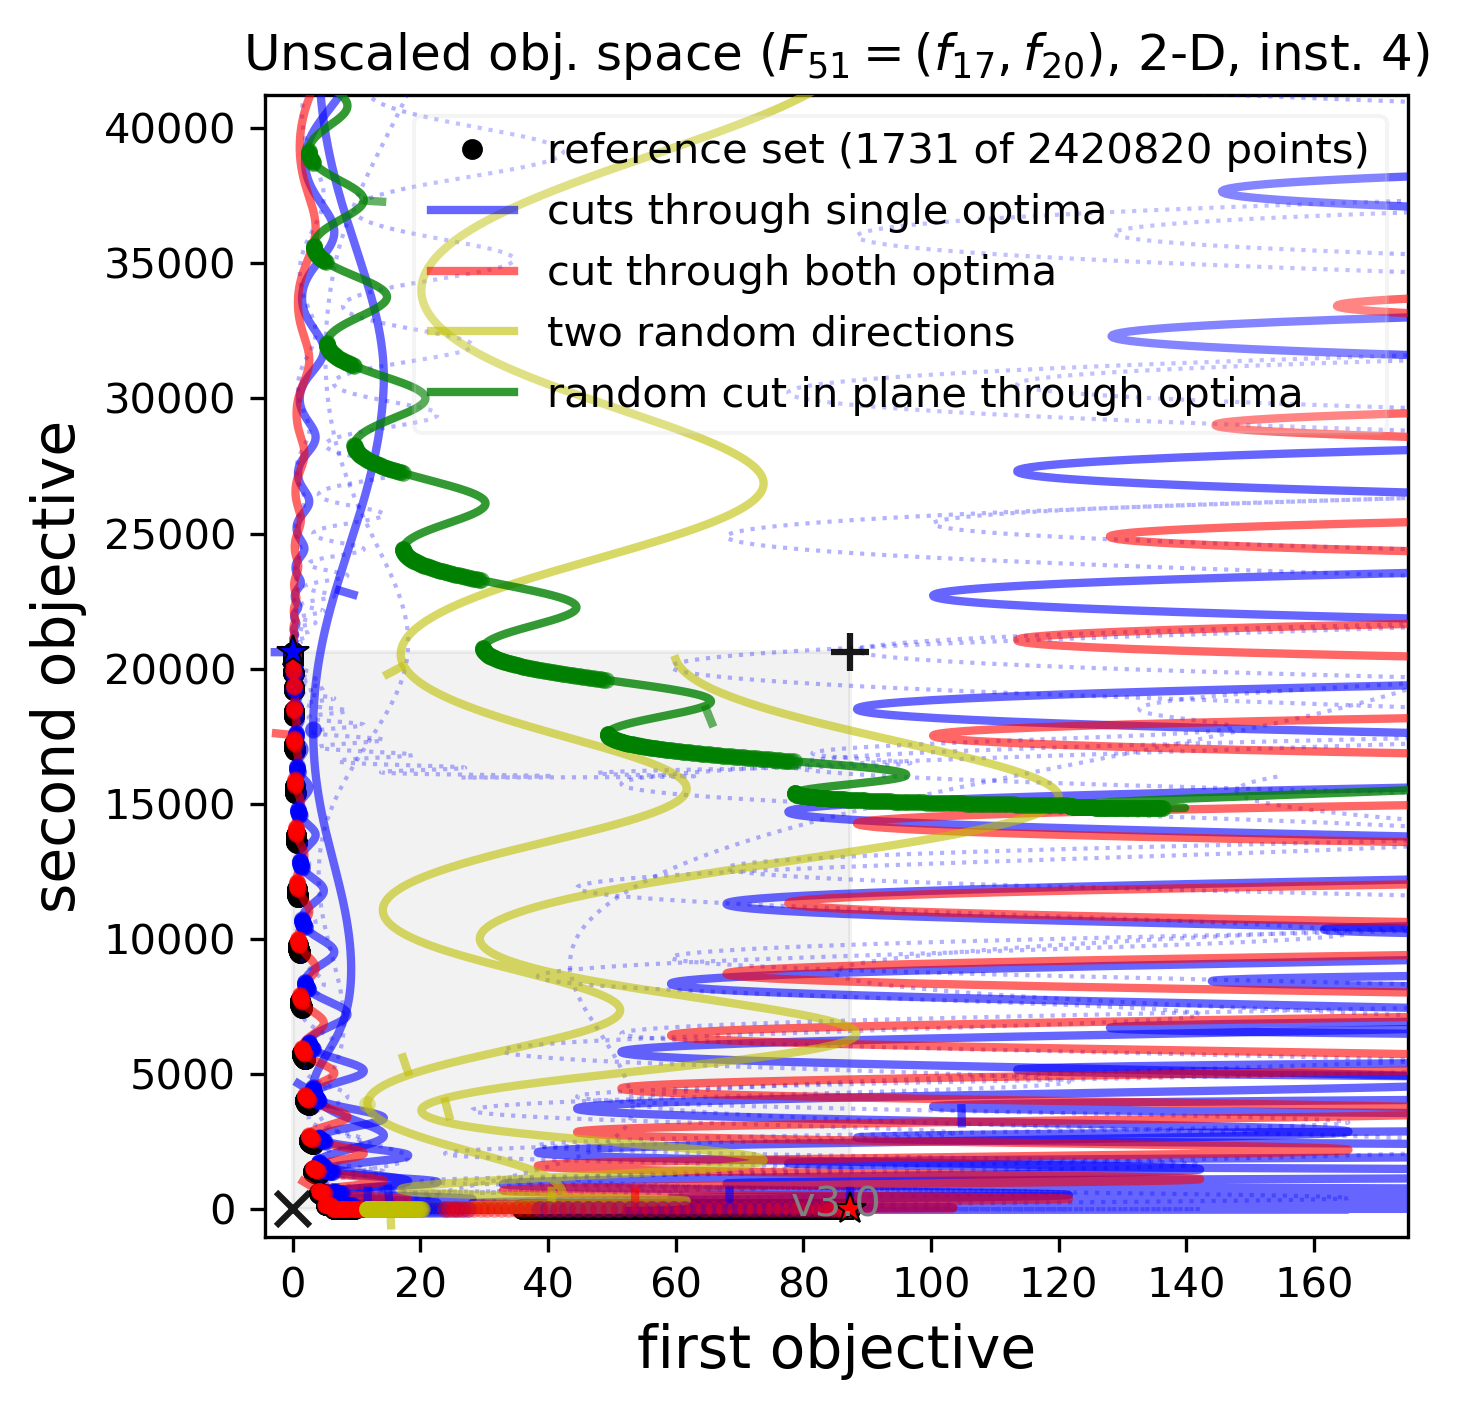 Unscaled obj. space (F₅₁ = (f₁₇, f₂₀), 2-D, inst. 4)
reference set (1731 of 2420820 points)
cuts through single optima
cut through both optima
two random directions
random cut in plane through optima
second objective
40000
35000
30000
25000
20000
15000
10000
5000
0
v3.0
0 20 40 60 80 100 120 140 160
first objective